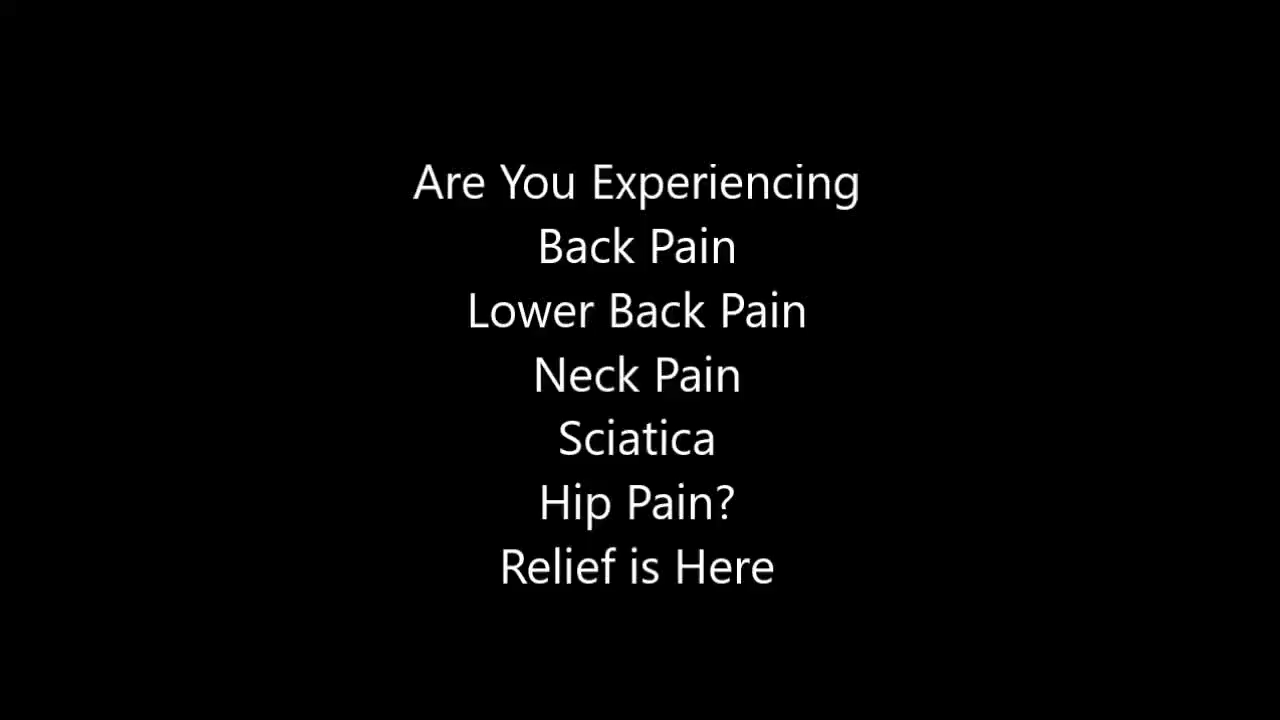 Are You Experiencing
Back Pain
Lower Back Pain
Neck Pain
Sciatica
Hip Pain?
Relief is Here